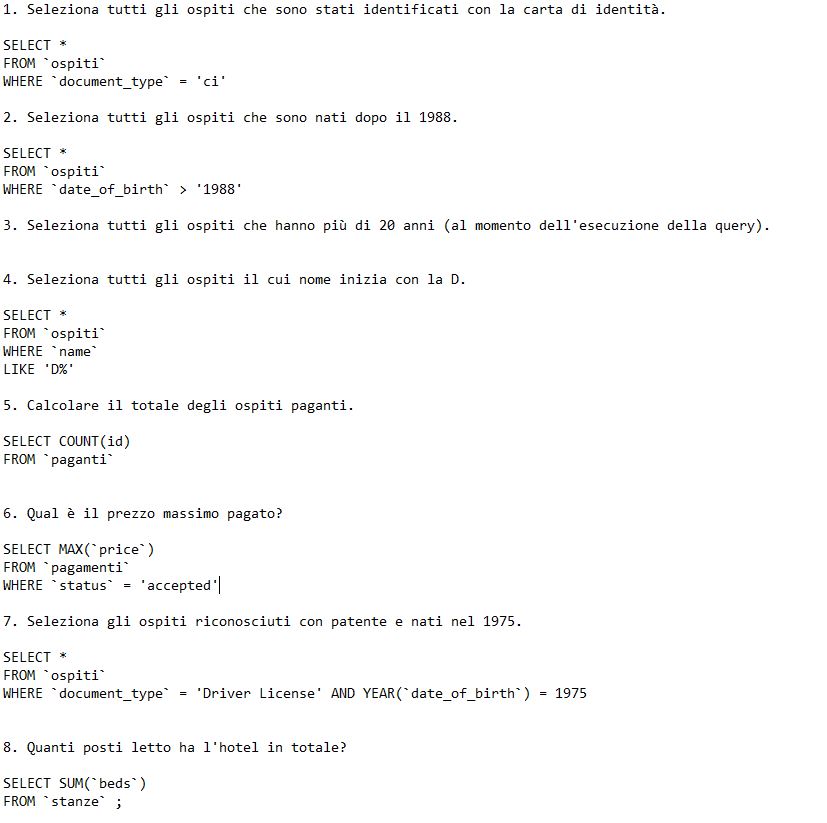 1. Seleziona tutti gli ospiti che sono stati identificati con la carta di identità.
SELECT *
FROM `ospiti`
WHERE `document_type` = 'ci'
2. Seleziona tutti gli ospiti che sono nati dopo il 1988.
SELECT *
FROM `ospiti`
WHERE `date_of_birth` > '1988'
3. Seleziona tutti gli ospiti che hanno più di 20 anni (al momento dell'esecuzione della query).
4. Seleziona tutti gli ospiti il cui nome inizia con la D.
SELECT *
FROM `ospiti`
WHERE `name`
LIKE 'D%'
5. Calcolare il totale degli ospiti paganti.
SELECT COUNT(id)
FROM `paganti`
6. Qual è il prezzo massimo pagato?
SELECT MAX(`price`)
FROM `pagamenti`
WHERE `status` = 'accepted'
7. Seleziona gli ospiti riconosciuti con patente e nati nel 1975.
SELECT *
FROM `ospiti`
WHERE `document_type` = 'Driver License' AND YEAR(`date_of_birth`) = 1975
8. Quanti posti letto ha l'hotel in totale?
SELECT SUM(`beds`)
FROM `stanze` ;